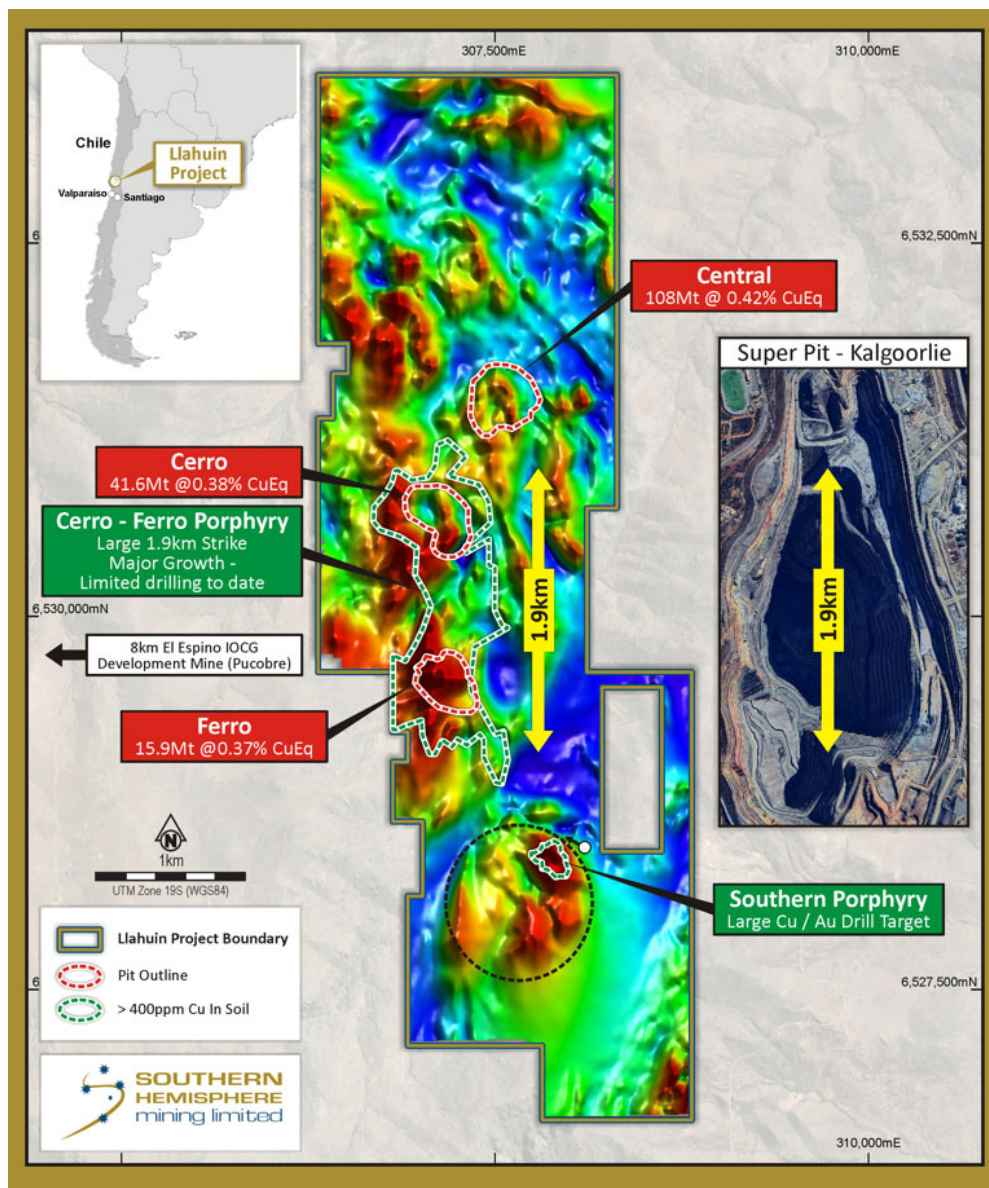 307,500mE
310,000mE
Chile
Llahuin
Project
Valparaiso
Santiago
6,532,500mN
Central
108Mt @ 0.42% CuEq
Super Pit - Kalgoorlie
Cerro
41.6Mt @0.38% CuEq
Cerro - Ferro Porphyry
Large 1.9km Strike
Major Growth -
Limited drilling to date
1.9km
1.9km
6,530,000mN
8km El Espino IOCG
Development Mine (Pucobre)
Ferro
15.9Mt @0.37% CuEq
N
1km
UTM Zone 19S (WGS84)
Southern Porphyry
Large Cu / Au Drill Target
Llahuin Project Boundary
Pit Outline
> 400ppm Cu In Soil
6,527,500mN
SOUTHERN
HEMISPHERE
mining limited
310,000mE